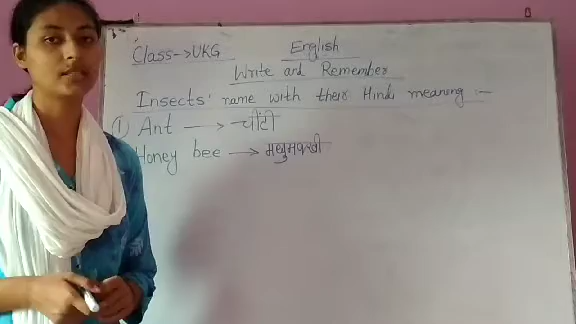 Class->UKG English
Write and Remember
Insects' name with their Hindi meaning :-
① Ant —> चींटी
Honey bee —> मधुमक्खी